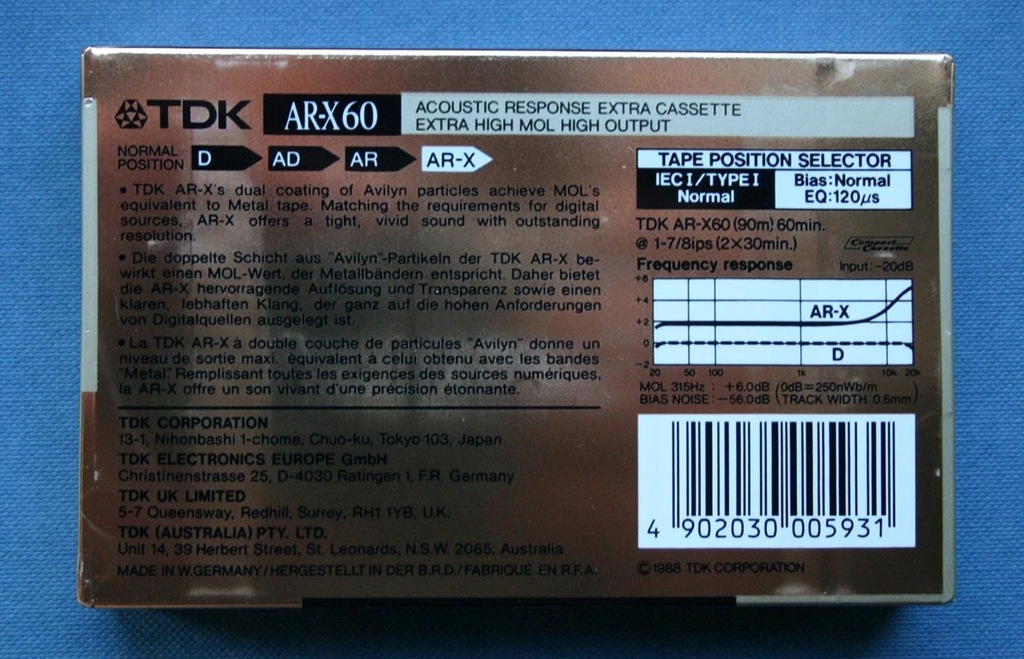 TDK AR-X60 ACOUSTIC RESPONSE EXTRA CASSETTE
EXTRA HIGH MOL HIGH OUTPUT
NORMAL
POSITION
D AD AR AR-X
• TDK AR-X's dual coating of Avilyn particles achieve MOL's
equivalent to Metal tape. Matching the requirements for digital
sources, AR-X offers a tight, vivid sound with outstanding
resolution.
• Die doppelte Schicht aus "Avilyn"-Partikeln der TDK AR-X be-
wirkt einen MOL-Wert, der Metallbändern entspricht. Daher bietet
die AR-X hervorragende Auflösung und Transparenz sowie einen
klaren, lebhaften Klang, der ganz auf die hohen Anforderungen
von Digitalquellen ausgelegt ist.
• La TDK AR-X à double couche de particules "Avilyn" donne un
niveau de sortie maxi. équivalent à celui obtenu avec les bandes
"Metal". Remplissant toutes les exigences des sources numériques,
la AR-X offre un son vivant d'une précision étonnante.
TDK CORPORATION
13-1, Nihonbashi 1-chome, Chuo-ku, Tokyo 103, Japan
TDK ELECTRONICS EUROPE GmbH
Christinenstrasse 25, D-4030 Ratingen 1, F.R. Germany
TDK UK LIMITED
5-7 Queensway, Redhill, Surrey, RH1 1YB, U.K.
TDK (AUSTRALIA) PTY. LTD.
Unit 14, 39 Herbert Street, St. Leonards, N.S.W. 2065, Australia
MADE IN W.GERMANY/HERGESTELLT IN DER B.R.D./FABRIQUÉ EN R.F.A.
TAPE POSITION SELECTOR
IEC I/TYPE I
Normal
Bias:Normal
EQ:120µs
TDK AR-X60 (90m) 60min.
@ 1-7/8ips (2×30min.)
Compact
Cassette
Frequency response Input:-20dB
+6
+4
+2
0
-2
AR-X
D
20 50 100 1k 10k 20k
MOL 315Hz : +6.0dB (0dB=250nWb/m
BIAS NOISE : -56.0dB TRACK WIDTH 0.6mm)
4 902030 005931
©1988 TDK CORPORATION